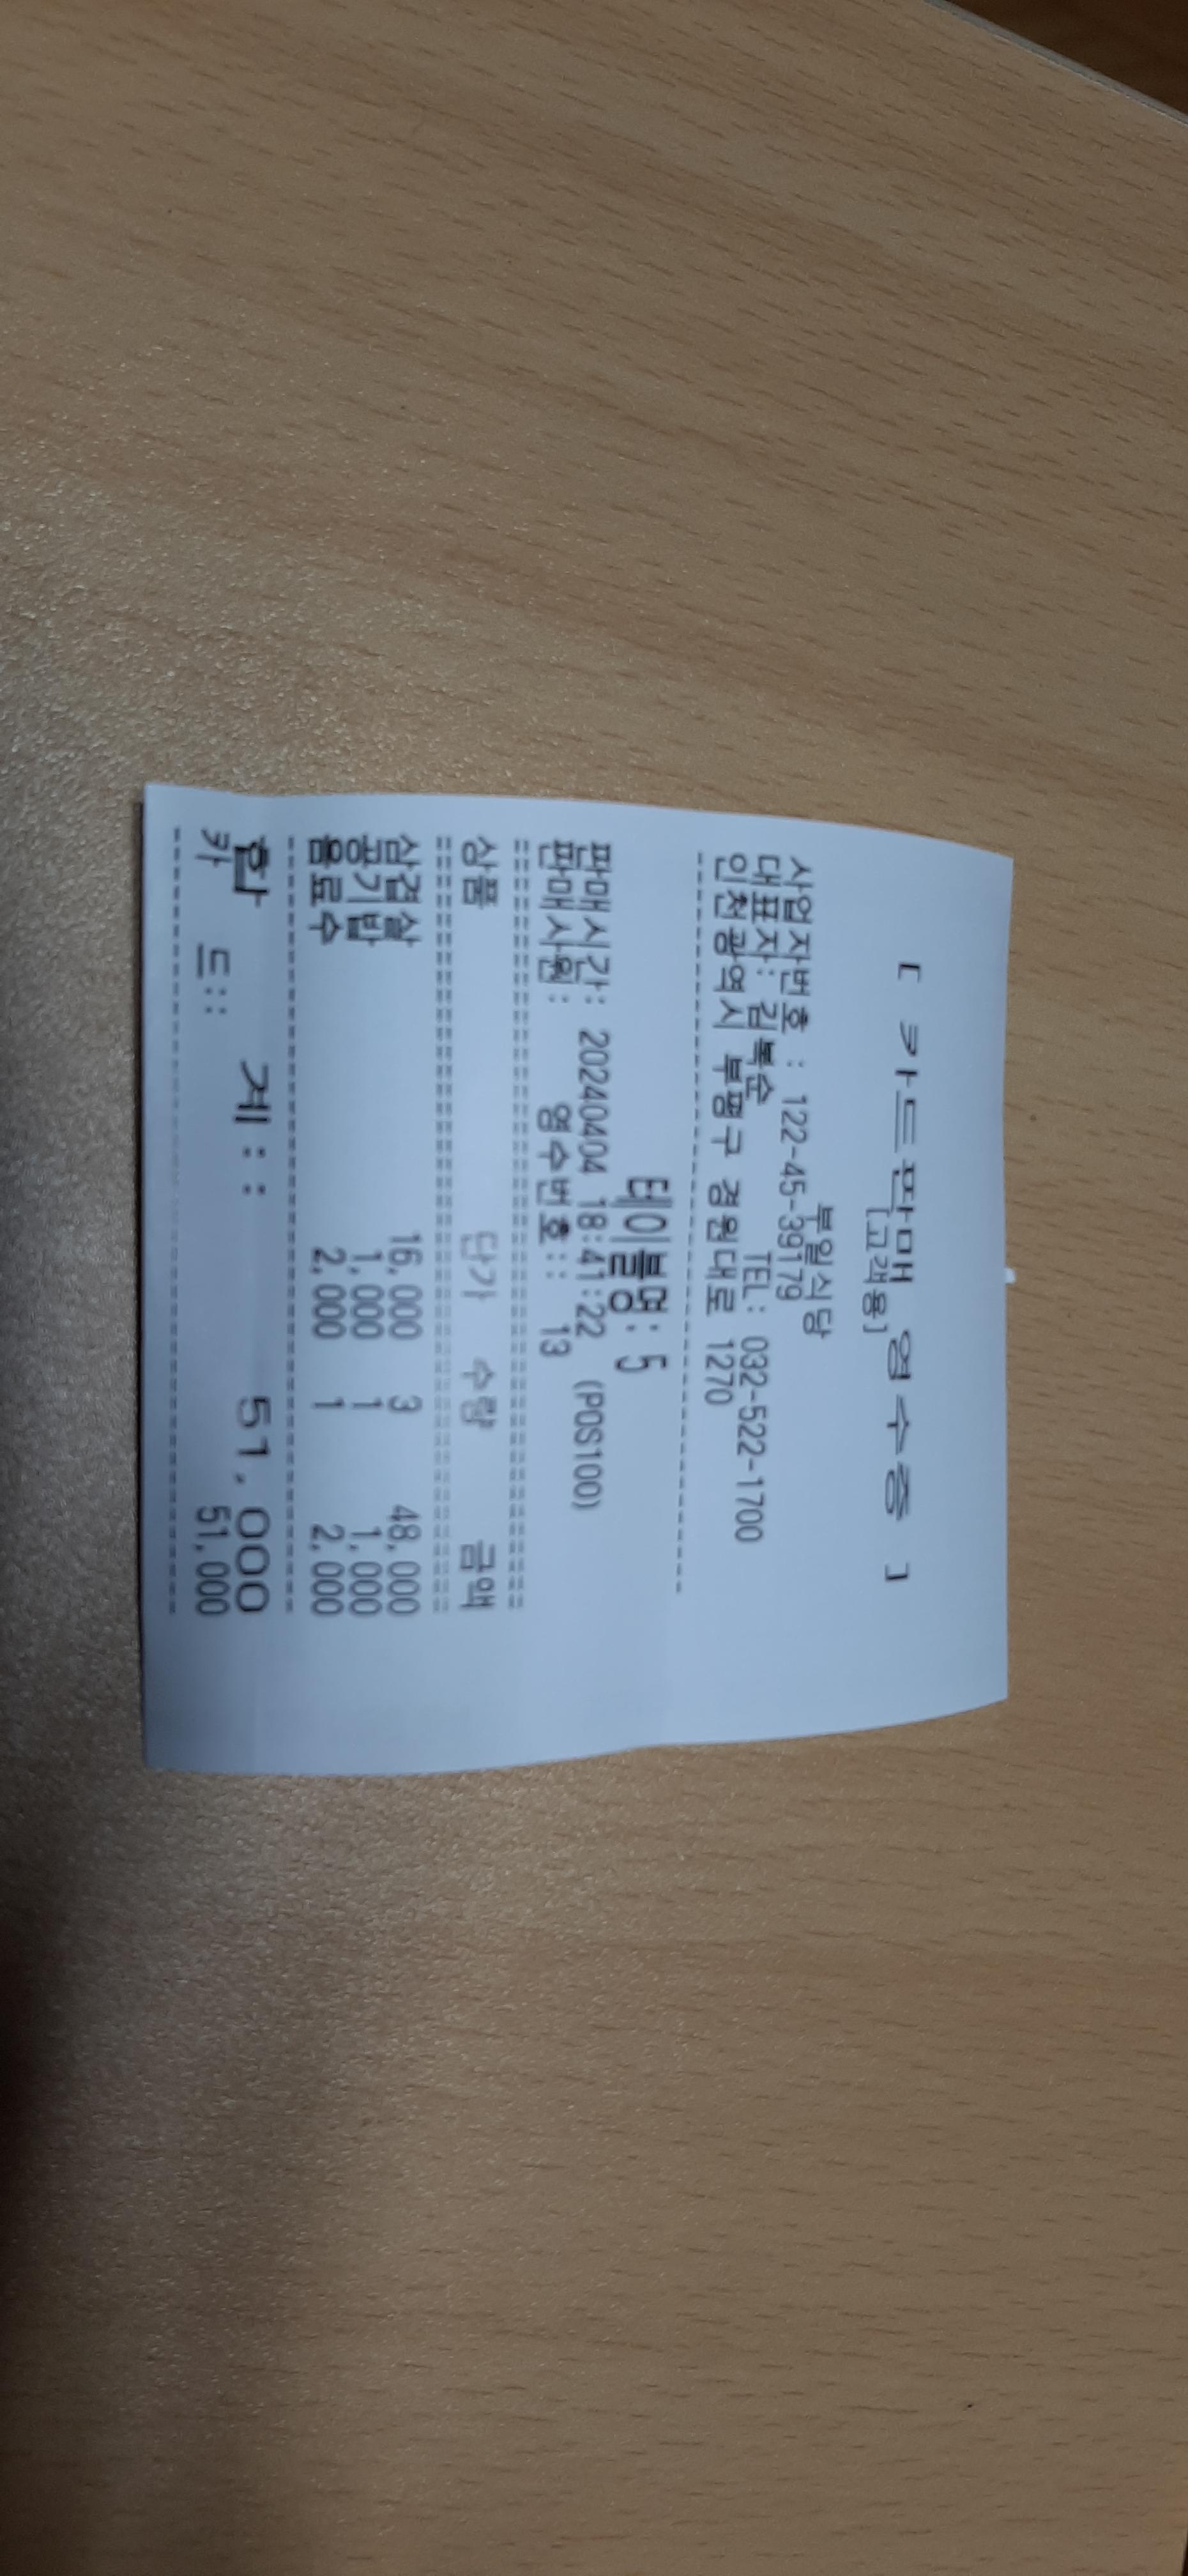 [ 카드판매 영수증 ]
[고객용]
부일식당
사업자번호 : 122-45-39179
대표자: 김복순 TEL: 032-522-1700
인천광역시 부평구 경원대로 1270
테이블명: 5
판매시간: 20240404 18:41:22 (POS100)
판매사원: 영수번호:: 13
상품 단가 수량 금액
삼겹살 16,000 3 48,000
공기밥 1,000 1 1,000
음료수 2,000 1 2,000
합 계:: 51,000
카 드:: 51,000